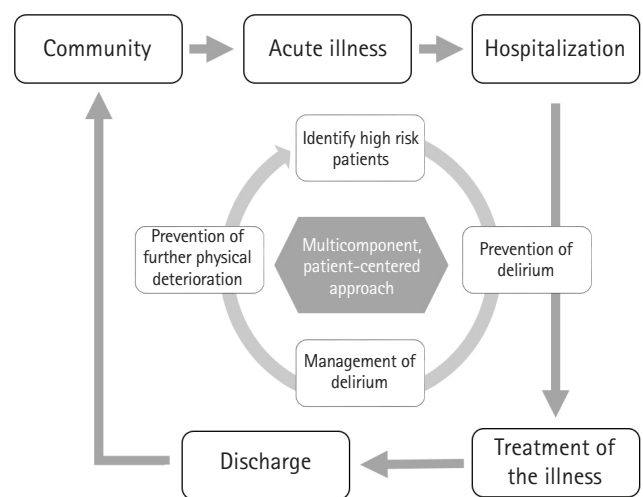 Community
Acute illness
Hospitalization
Identify high risk
patients
Prevention of
further physical
deterioration
Multicomponent,
patient-centered
approach
Prevention of
delirium
Management of
delirium
Discharge
Treatment of
the illness